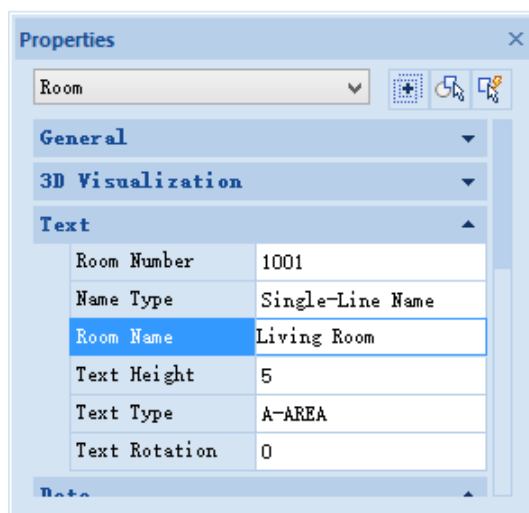 Properties
Room
General
3D Visualization
Text
Room Number 1001
Name Type Single-Line Name
Room Name Living Room
Text Height 5
Text Type A-AREA
Text Rotation 0